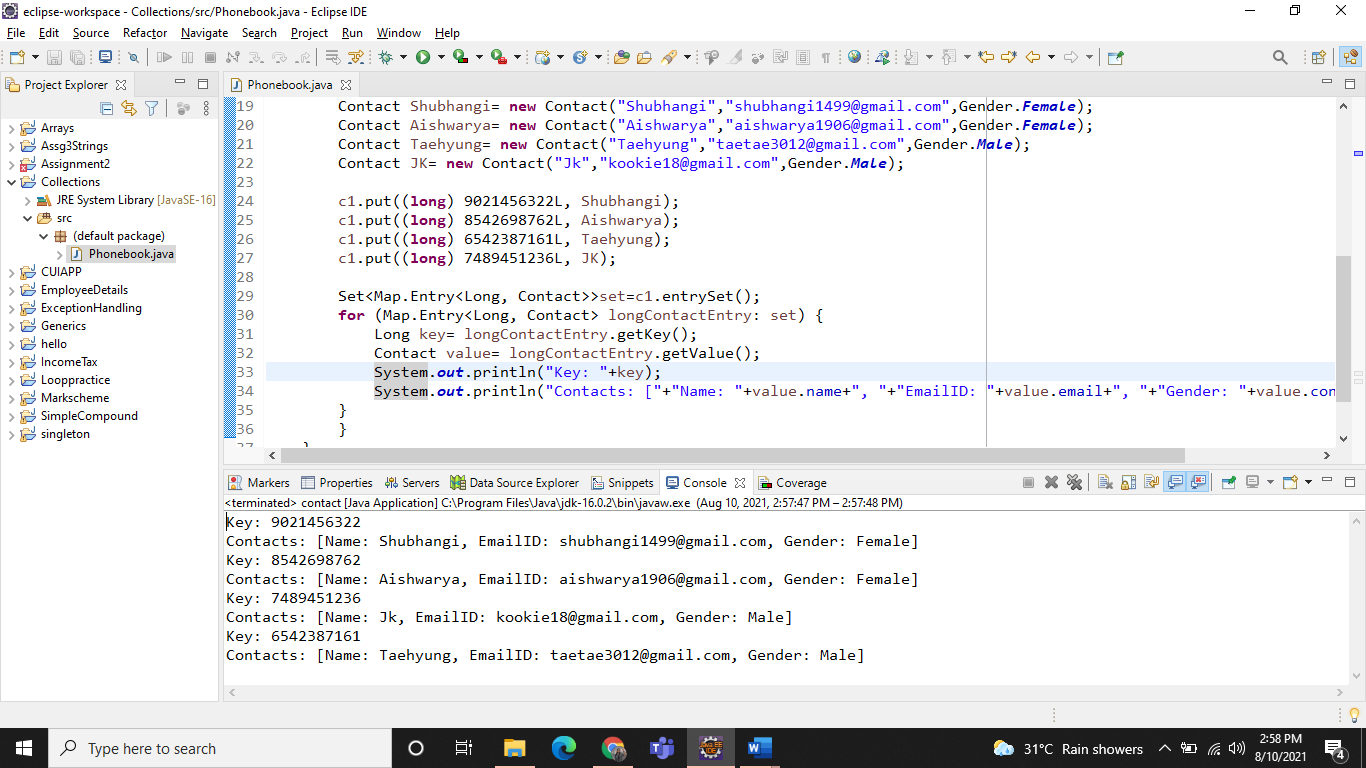 eclipse-workspace - Collections/src/Phonebook.java - Eclipse IDE
File Edit Source Refactor Navigate Search Project Run Window Help
Project Explorer
Arrays
Assg3Strings
Assignment2
Collections
JRE System Library [JavaSE-16]
src
(default package)
Phonebook.java
CUIAPP
EmployeeDetails
ExceptionHandling
Generics
hello
IncomeTax
Looppractice
Markscheme
SimpleCompound
singleton
Phonebook.java
19 Contact Shubhangi= new Contact("Shubhangi","shubhangi1499@gmail.com",Gender.Female);
20 Contact Aishwarya= new Contact("Aishwarya","aishwarya1906@gmail.com",Gender.Female);
21 Contact Taehyung= new Contact("Taehyung","taetae3012@gmail.com",Gender.Male);
22 Contact JK= new Contact("Jk","kookie18@gmail.com",Gender.Male);
23
24 c1.put((long) 9021456322L, Shubhangi);
25 c1.put((long) 8542698762L, Aishwarya);
26 c1.put((long) 6542387161L, Taehyung);
27 c1.put((long) 7489451236L, JK);
28
29 Set<Map.Entry<Long, Contact>>set=c1.entrySet();
30 for (Map.Entry<Long, Contact> longContactEntry: set) {
31 Long key= longContactEntry.getKey();
32 Contact value= longContactEntry.getValue();
33 System.out.println("Key: "+key);
34 System.out.println("Contacts: ["+"Name: "+value.name+", "+"EmailID: "+value.email+", "+"Gender: "+value.con
35 }
36 }
37 }
Markers Properties Servers Data Source Explorer Snippets Console Coverage
<terminated> contact [Java Application] C:\Program Files\Java\jdk-16.0.2\bin\javaw.exe (Aug 10, 2021, 2:57:47 PM – 2:57:48 PM)
Key: 9021456322
Contacts: [Name: Shubhangi, EmailID: shubhangi1499@gmail.com, Gender: Female]
Key: 8542698762
Contacts: [Name: Aishwarya, EmailID: aishwarya1906@gmail.com, Gender: Female]
Key: 7489451236
Contacts: [Name: Jk, EmailID: kookie18@gmail.com, Gender: Male]
Key: 6542387161
Contacts: [Name: Taehyung, EmailID: taetae3012@gmail.com, Gender: Male]
Type here to search
31°C Rain showers
2:58 PM
8/10/2021
4